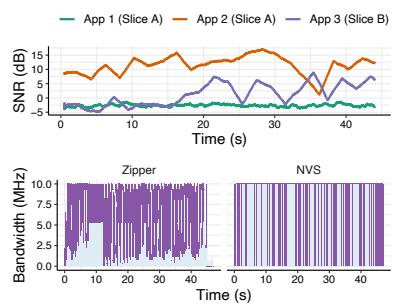 App 1 (Slice A) App 2 (Slice A) App 3 (Slice B)
SNR (dB)
15
10
5
0
−5
0 10 20 30 40
Time (s)
Zipper NVS
Bandwidth (MHz)
10.0
7.5
5.0
2.5
0.0
0 10 20 30 40 0 10 20 30 40
Time (s)